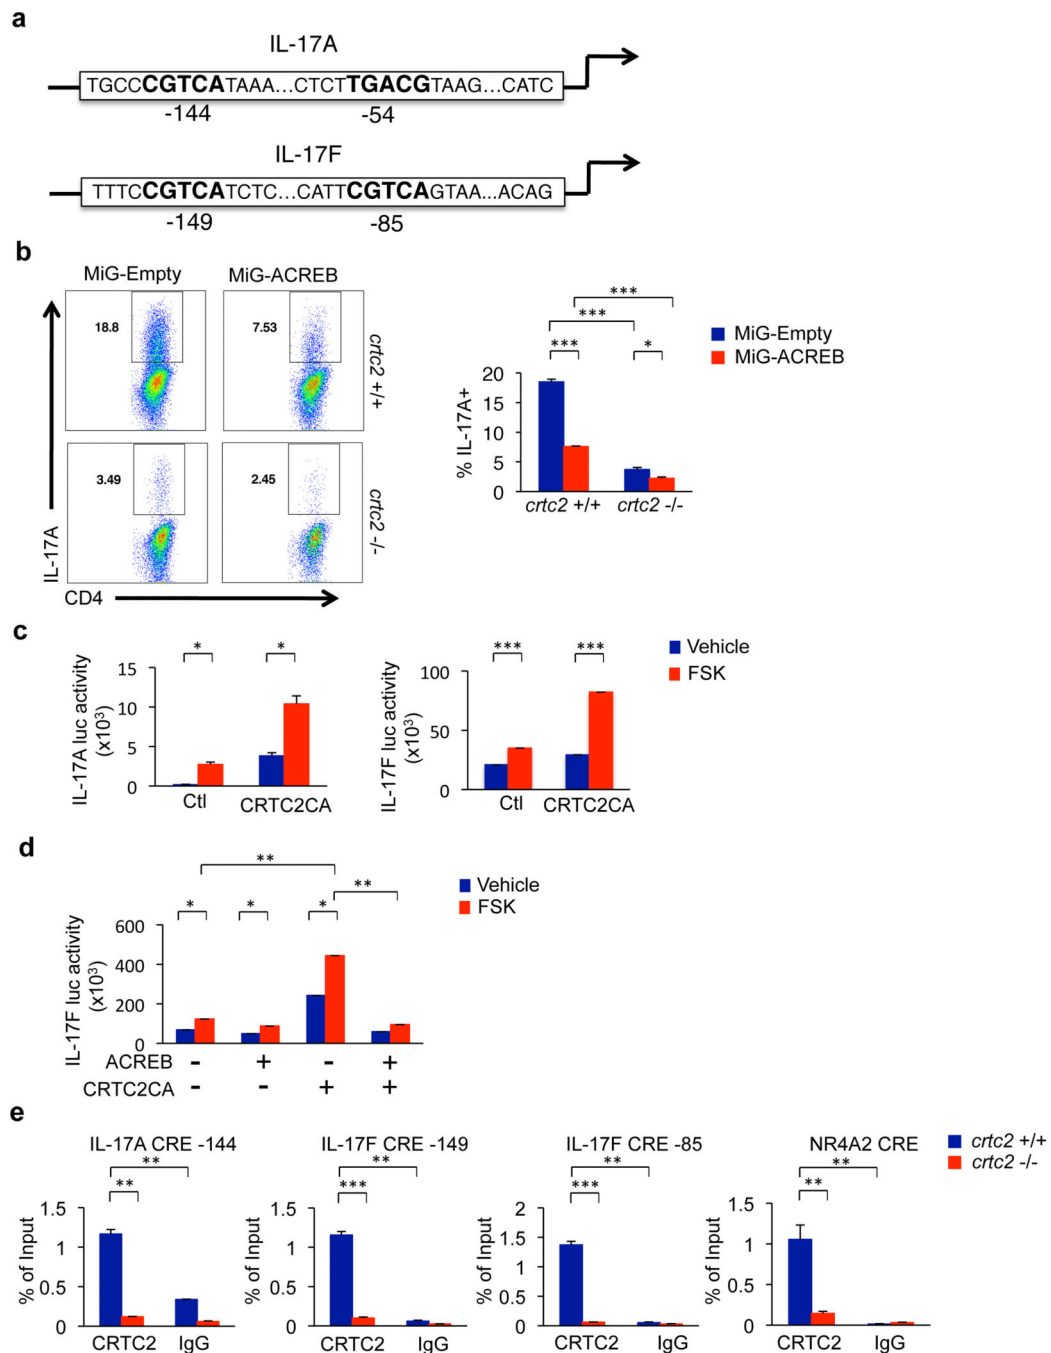 a
IL-17A
TGCCCGTCATAAA...CTCTTGACGTAAG...CATC
-144 -54
IL-17F
TTTCCGTCATCTC...CATTCGTCAGTAA...ACAG
-149 -85
b
MiG-Empty MiG-ACREB
18.8 7.53
crtc2 +/+
3.49 2.45
crtc2 -/-
IL-17A
CD4
***
***
*** *
MiG-Empty
MiG-ACREB
% IL-17A+
20
15
10
5
0
crtc2 +/+ crtc2 -/-
c
* *
IL-17A luc activity
(x10³)
15
10
5
0
Ctl CRTC2CA
*** ***
IL-17F luc activity
(x10³)
100
50
0
Ctl CRTC2CA
Vehicle
FSK
d
**
**
* * *
Vehicle
FSK
IL-17F luc activity
(x10³)
600
400
200
0
ACREB - + - +
CRTC2CA - - + +
e
IL-17A CRE -144
**
**
% of Input
1.5
1
0.5
0
CRTC2 IgG
IL-17F CRE -149
**
***
% of Input
1.5
1
0.5
0
CRTC2 IgG
IL-17F CRE -85
**
***
% of Input
2
1.5
1
0.5
0
CRTC2 IgG
NR4A2 CRE
**
**
% of Input
1.5
1
0.5
0
CRTC2 IgG
crtc2 +/+
crtc2 -/-